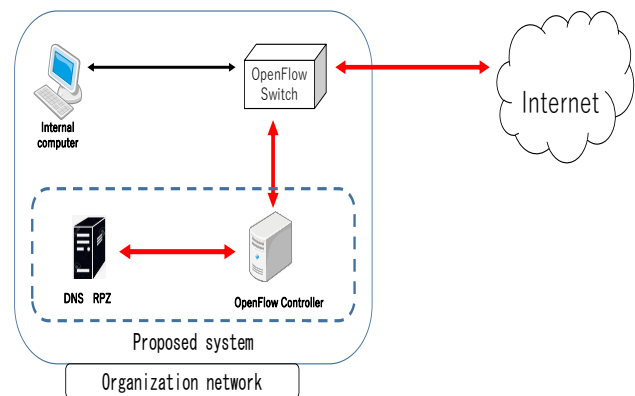 OpenFlow
Switch
Internet
Internal
computer
DNS RPZ
OpenFlow Controller
Proposed system
Organization network